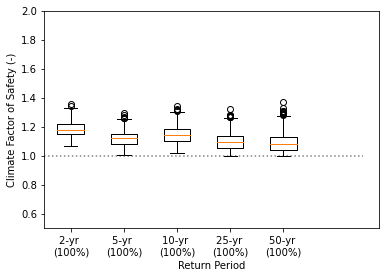 Climate Factor of Safety (-)
2.0
1.8
1.6
1.4
1.2
1.0
0.8
0.6
2-yr 5-yr 10-yr 25-yr 50-yr
(100%) (100%) (100%) (100%) (100%)
Return Period